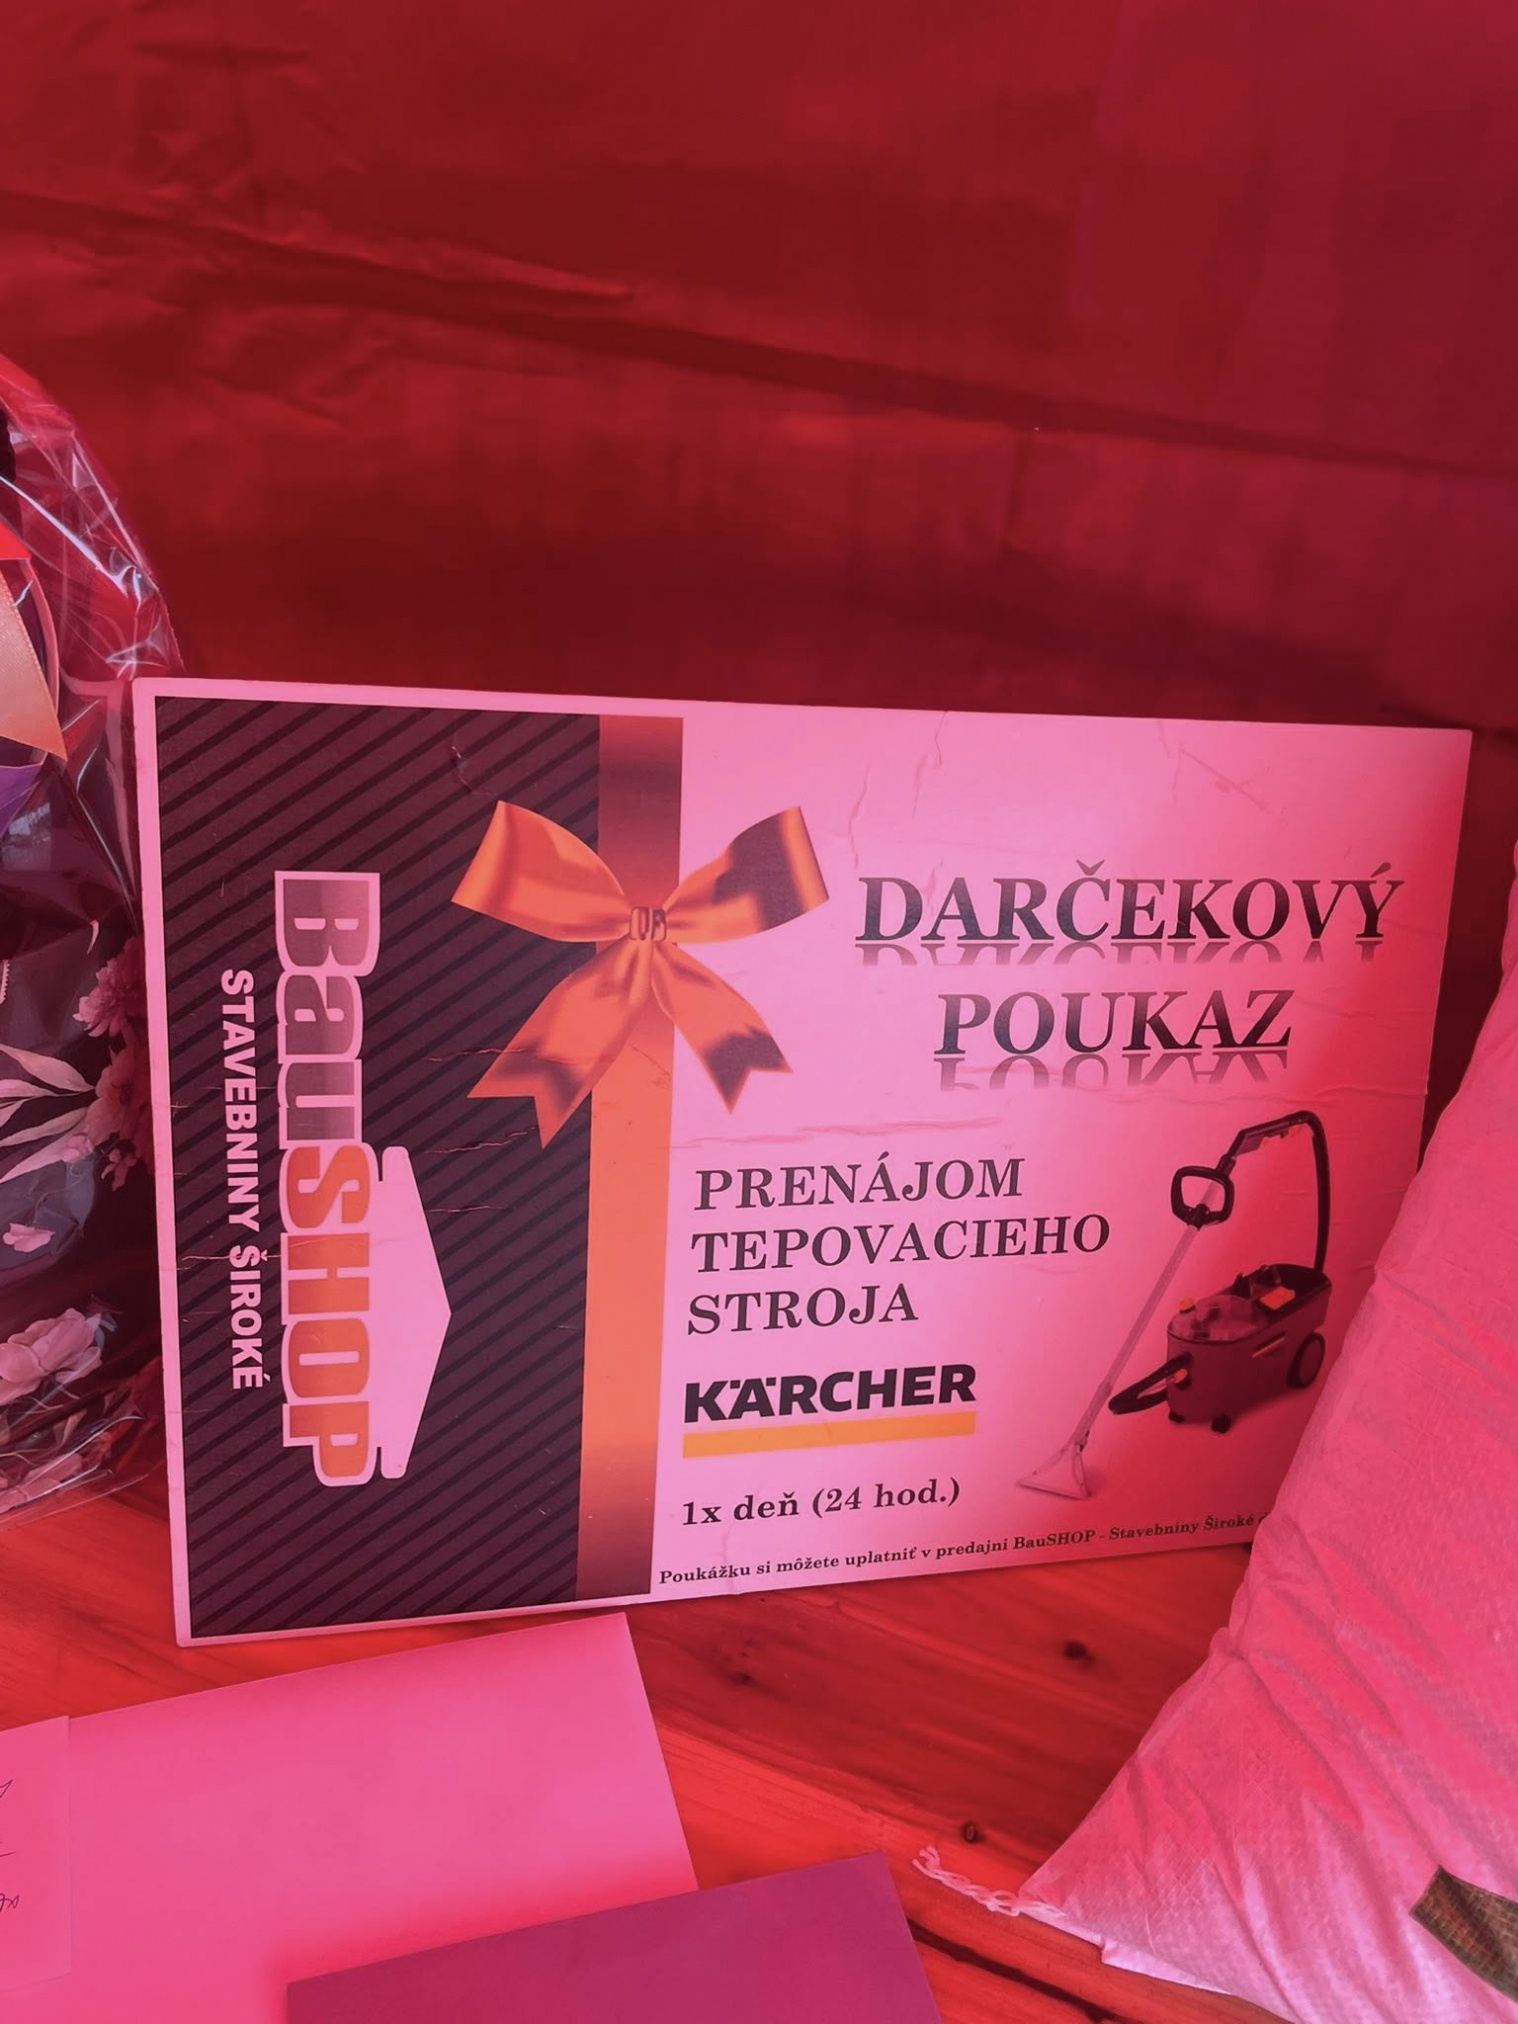 BauSHOP
STAVEBNINY ŠIROKÉ
DARČEKOVÝ
POUKAZ
PRENÁJOM
TEPOVACIEHO
STROJA
KÄRCHER
1x deň (24 hod.)
Poukážku si môžete uplatniť v predajni BauSHOP - Stavebniny Široké